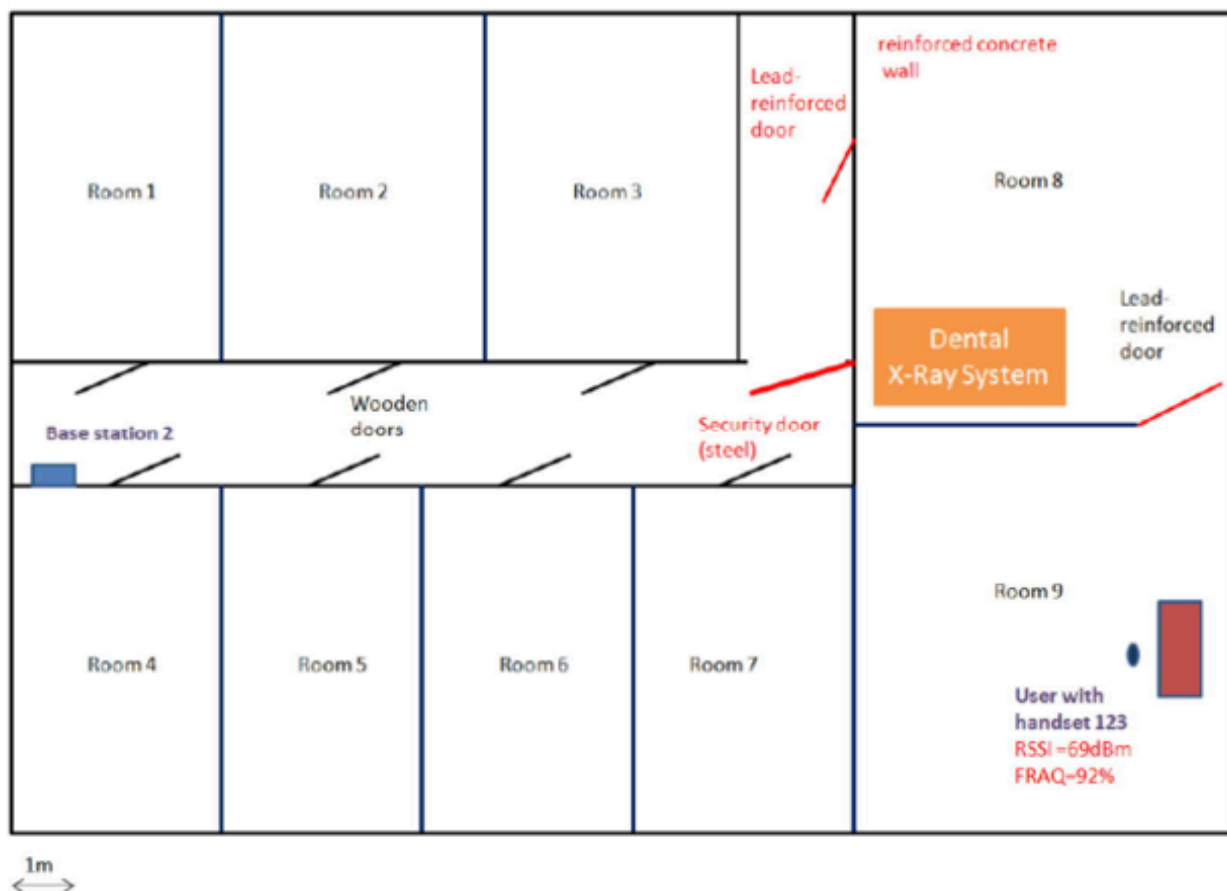 reinforced concrete
wall
Lead-
reinforced
door
Room 1
Room 2
Room 3
Room 8
Lead-
reinforced
door
Dental
X-Ray System
Wooden
doors
Base station 2
Security door
(steel)
Room 9
Room 4
Room 5
Room 6
Room 7
User with
handset 123
RSSI =69dBm
FRAQ=92%
1m